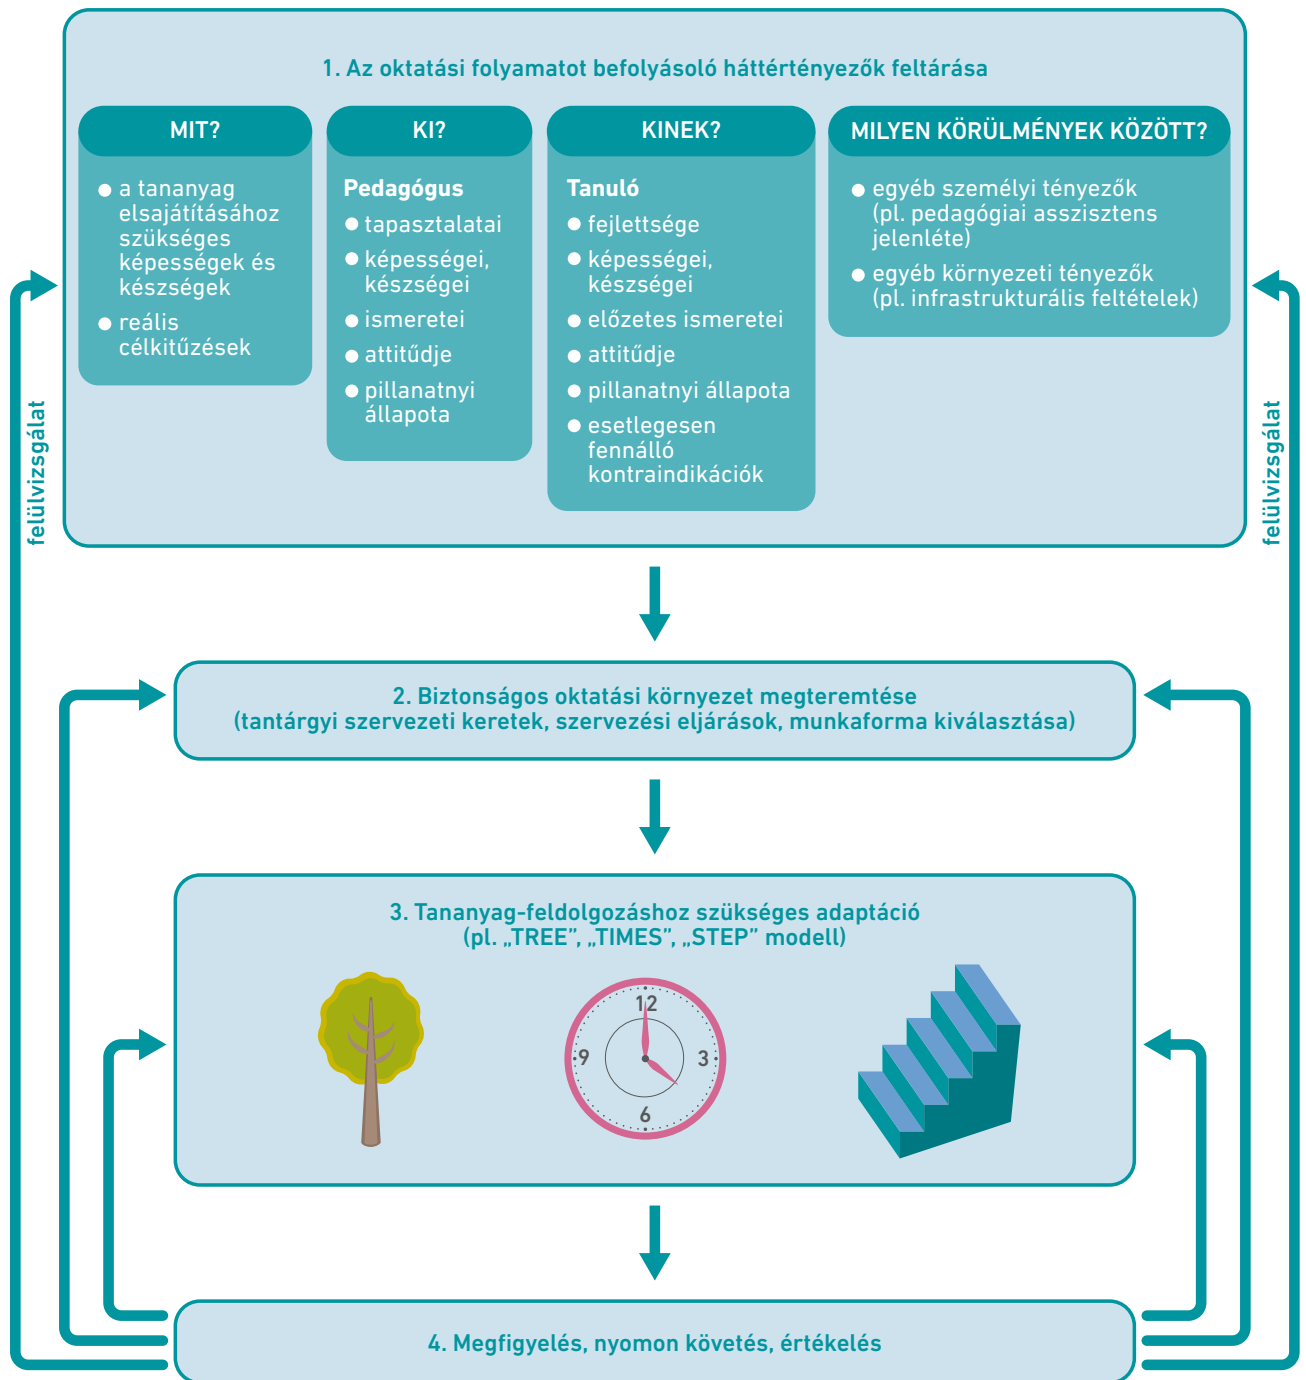 1. Az oktatási folyamatot befolyásoló háttértényezők feltárása
MIT?
a tananyag
elsajátításához
szükséges
képességek és
készségek
reális
célkitűzések
KI?
Pedagógus
tapasztalatai
képességei,
készségei
ismeretei
attitűdje
pillanatnyi
állapota
KINEK?
Tanuló
fejlettsége
képességei,
készségei
előzetes ismeretei
attitűdje
pillanatnyi állapota
esetlegesen
fennálló
kontraindikációk
MILYEN KÖRÜLMÉNYEK KÖZÖTT?
egyéb személyi tényezők
(pl. pedagógiai asszisztens
jelenléte)
egyéb környezeti tényezők
(pl. infrastrukturális feltételek)
felülvizsgálat
felülvizsgálat
2. Biztonságos oktatási környezet megteremtése
(tantárgyi szervezeti keretek, szervezési eljárások, munkaforma kiválasztása)
3. Tananyag-feldolgozáshoz szükséges adaptáció
(pl. „TREE”, „TIMES”, „STEP” modell)
12
9
3
6
4. Megfigyelés, nyomon követés, értékelés